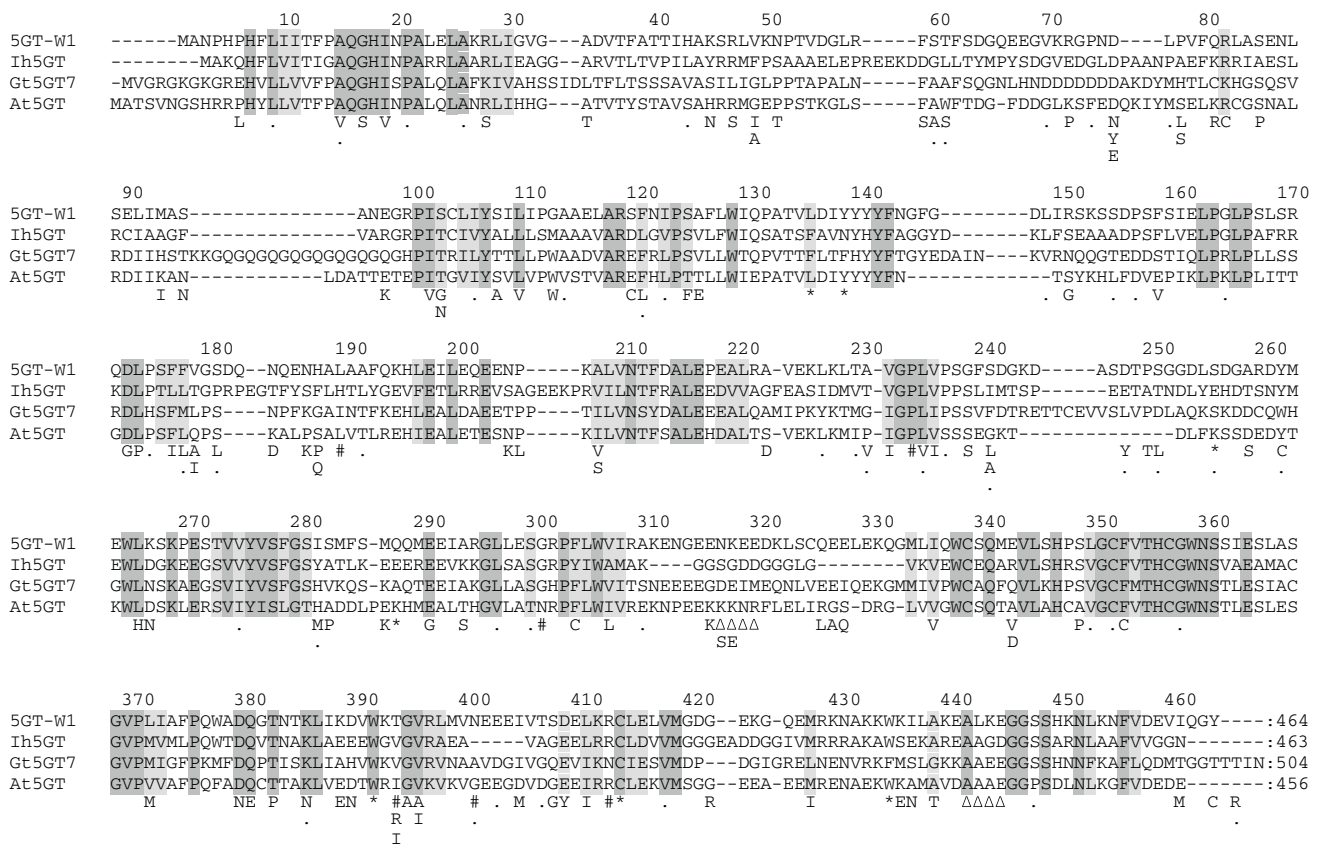 10 20 30 40 50 60 70 80
5GT-W1 ------MANPHPHFLIITFPAQGHINPALELAKRLIGVG---ADVTFATTIHAKSRLVKNPTVDGLR-----FSTFSDGQEEGVKRGPND---LPVFQRLASENL
Ih5GT --------MAKQHFLVITIGAQGHINPARRLAARLIEAGG---ARVTLTVPILAYRRMFPSAAAELEPREEKDDGLLTYMPYSDGVEDGLDPAANPAEFKRRIAESL
Gt5GT7 -MVGRGKGKGREHVLLVVFPAQGHISPALQLAFKIVAHSSIDLTFLTSSSAVASILIGLPPTAPALN-----FAAFSQGNLHNDDDDDDAKDYMHTLCKHGSQSV
At5GT MATSVNGSHRRPHYLLVTFPAQGHINPALQLANRLIHHG---ATVTYSTAVSAHRRMGEPPSTKGLS-----FAWFTDG-FDDGLKSFEDQKIYMSELKRCGSNAL
L . V S V . . S T . N S I T SAS . P . N .L RC P
. A .. Y S
E
90 100 110 120 130 140 150 160 170
5GT-W1 SELIMAS---------------ANEGRPISCLIYSILIPGAAELARSFNIPSAFLWIQPATVLDIYYYYFNGFG-------DLIRSKSSDPSFSIELPGLPSLSR
Ih5GT RCIAAGF---------------VARGRPITCIVYALLLSMAAAVARDLGVPSVLFWIQSATSFAVNYHYFAGGYD------KLFSEAAADPSFLVELPGLPAFRR
Gt5GT7 RDIIHSTKKGQGQGQGQGQGQGQGQGHPITRILYTTLLPWAADVAREFRLPSVLLWTQPVTTFLTFHYYFTGYEDAIN----KVRNQQGTEDDSTIQLPRLPLLSS
At5GT RDIIKAN------------LDATTETEPITGVIYSVLVPWVSTVAREFHLPTTLLWIEPATVLDIYYYYFN-----------TSYKHLFDVEPIKLPKLPLITT
I N K VG . A V W. CL . FE * * . G . . V .
N .
180 190 200 210 220 230 240 250 260
5GT-W1 QDLPSFFVGSDQ--NQENHALAAFQKHLEILEQEENP-----KALVNTFDALEPEALRA-VEKLKLTA-VGPLVPSGFSDGKD-----ASDTPSGGDLSDGARDYM
Ih5GT KDLPTLLTGPRPEGTFYSFLHTLYGEVFETLRREVSAGEEKPRVLLNTFRALEEDVVAGFEASIDMVT-VGPLVPPSLIMTSP-----EETATNDLYEHDTSNYM
Gt5GT7 RDLHSFMLPS----NPFKGAINTFKEHLEALDAEETPP----TILVNSYDALEEEALQAMIPKYKTMG-IGPLIPSSVFDTRETTCEVVSLVPDLAQKSKDDCQWH
At5GT GDLPSFLQPS----KALPSALVTLREHIEALETESNP-----KILVNTFSALEHDALTS-VEKLKMIP-IGPLVSSSEGKT-----------DLFKSSDEDYT
GP. ILA L D KP # . KL V D . .V I #VI. S L V TL * S C
.I . Q S . A . . . . .
.
270 280 290 300 310 320 330 340 350 360
5GT-W1 EWLKSKPESTVVYVSFGSISMFS-MQQMEEIARGLLESGRPFLWVIRAKENGEENKEEDKLSCQEELEKQGMLIQWCSQMEVLSHPSLGCFVTHCGWNSSIESLAS
Ih5GT EWLDGKEEGSVVYVSFGSYATLK-EEEREEVKKGLSASGRPYIWAMAK----GGSGDDGGGLG------VKVEWCEQARVLSHRSVGCFVTHCGWNSVAEAMAC
Gt5GT7 GWLNSKAEGSVIYVSFGSHVKQS-KAQTEEIAKGLLASGHPFLWVITSNEEEEGDEIMEQNLVEEIQEKGMMIVPWCAQFQVLKHPSVGCFMTHCGWNSTLESIAC
At5GT KWLDSKLERSVIYISLGTHADDLPEKHMEALTHGVLATNRPFLWIVREKNPEEKKKNRFLELIRGS-DRG-LVVGWCSQTAVLAHCAVGCFVTHCGWNSTLESLES
HN . MP K* G S . .# C L . KΔΔΔΔ LAQ V V P. .C .
. SE D
370 380 390 400 410 420 430 440 450 460
5GT-W1 GVPLIAFPQWADQGTNTKLIKDVWKTGVRLMVNEEEIVTSDELKRCLELVMGDG--EKG-QEMRKNAKKWKILAKEALKEGGSSHKNLKNFVDEVIQGY----:464
Ih5GT GVPMVMLPQWTDQVTNAKLAEEEWGVGVRAEA-----VAGEELRRCLDVVMGGGEADDGGIVMRRRAKAWSEKAREAAGDGGSSARNLAAFVVGGN------:463
Gt5GT7 GVPMIGFPKMFDQPTISKLIAHVWKVGVRVNAAVDGIVGQEVIKNCIESVMDP--DGIGRELNENVRKFMSLGKKAAEEGGSSHNNFKAFLQDMTGGTTTIN:504
At5GT GVPVVAFPQFADQCTTAKLVEDTWRIGVKVKVGEEGDVDGEEIRRCLEKVMSGG--EEA-EEMRENAEKWKAMAVDAAAEGGPSDLNLKGFVDEDE------:456
M NE P N EN * #AA # . M .GY I #* . R I *EN T ΔΔΔΔ . M C R
. R I . .
I